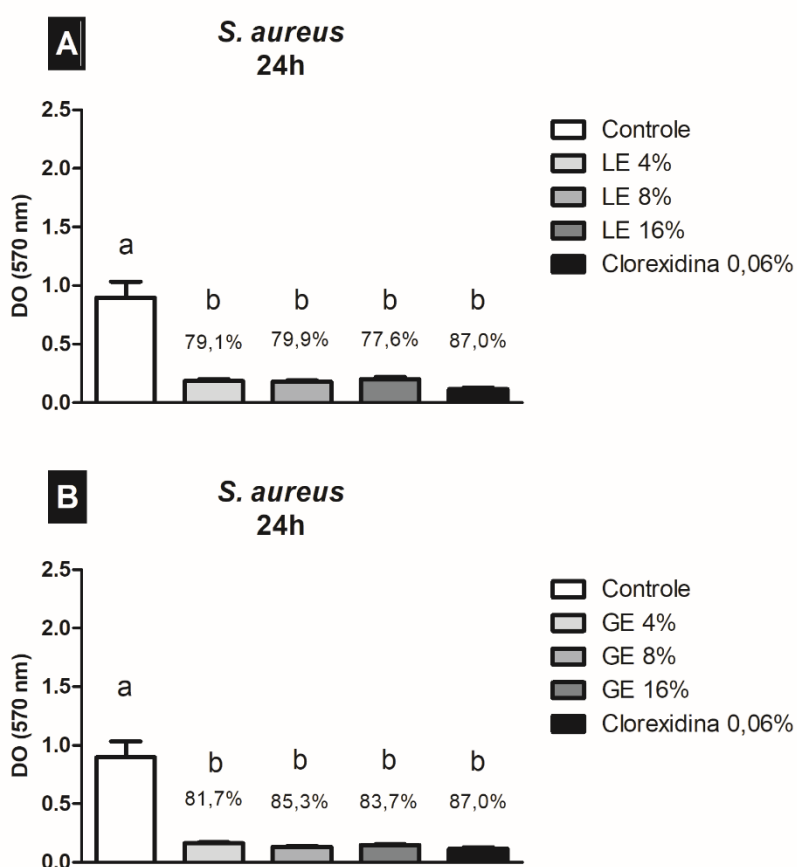 A
S. aureus
24h
DO (570 nm)
2.5
2.0
1.5
1.0
0.5
0.0
a
b
b
b
b
79,1%
79,9%
77,6%
87,0%
Controle
LE 4%
LE 8%
LE 16%
Clorexidina 0,06%
B
S. aureus
24h
DO (570 nm)
2.5
2.0
1.5
1.0
0.5
0.0
a
b
b
b
b
81,7%
85,3%
83,7%
87,0%
Controle
GE 4%
GE 8%
GE 16%
Clorexidina 0,06%